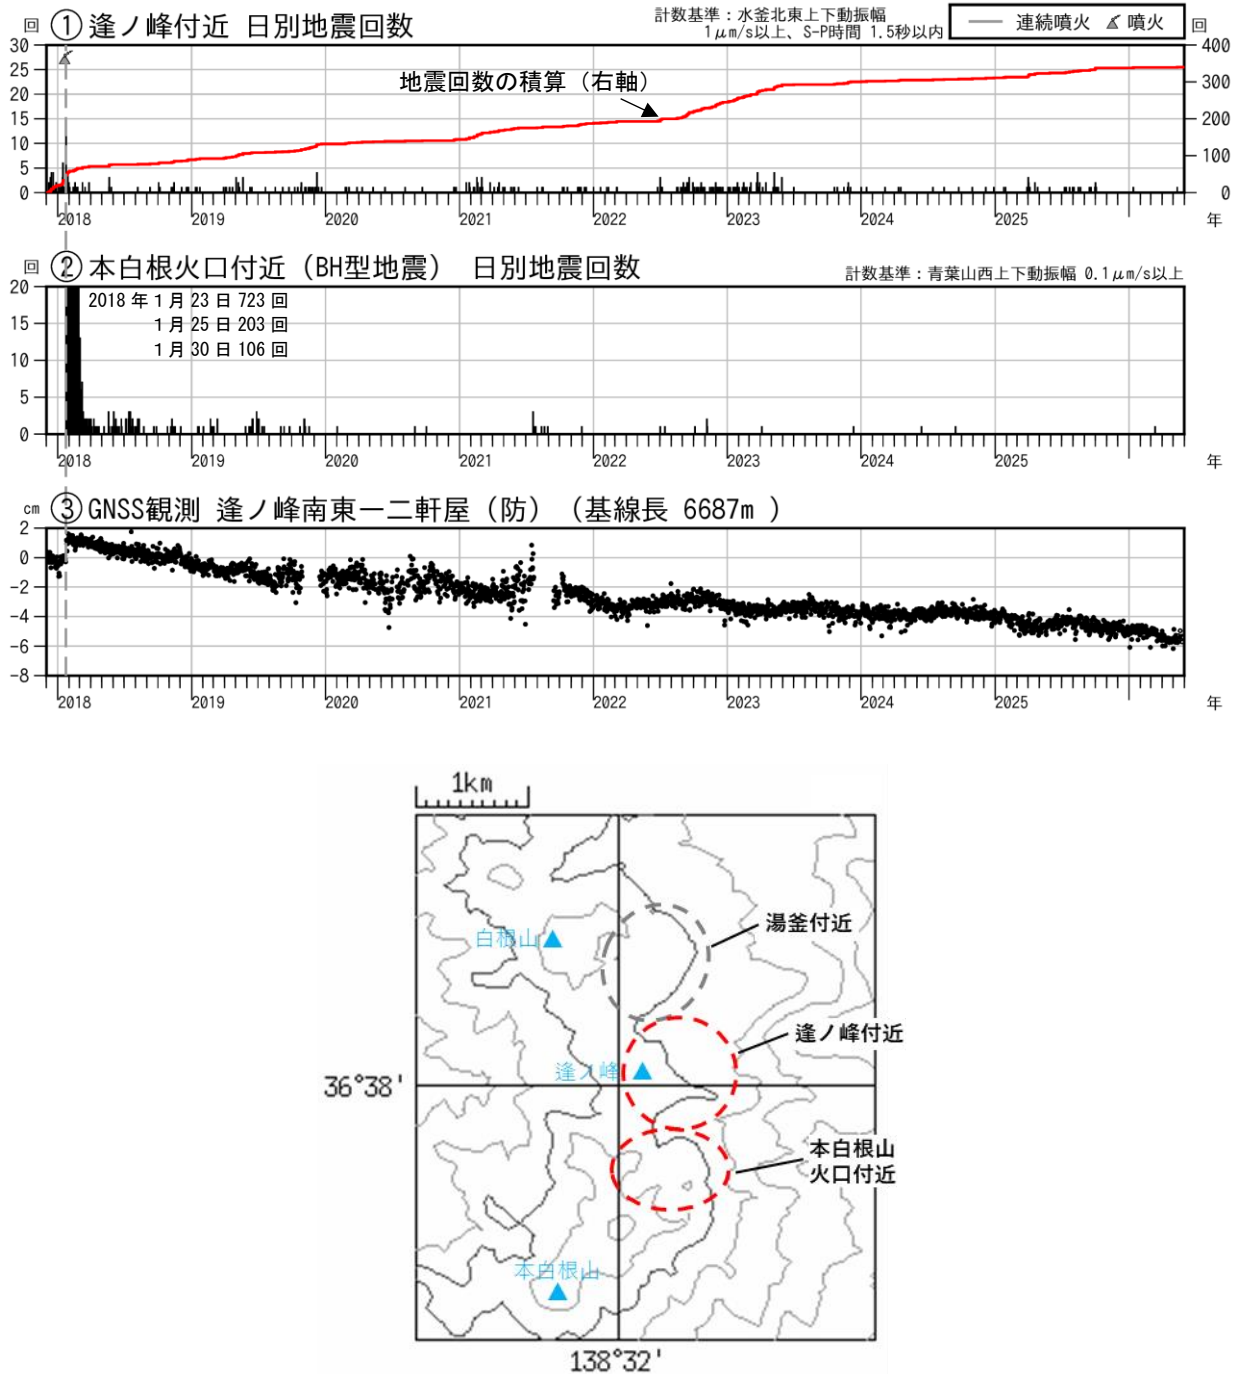 回 ① 逢ノ峰付近 日別地震回数
計数基準：水釜北東上下動振幅
1μm/s以上、S-P時間 1.5秒以内
連続噴火 噴火
回
30
25
20
15
10
5
0
地震回数の積算（右軸）
400
300
200
100
0
2018 2019 2020 2021 2022 2023 2024 2025 年
回 ② 本白根火口付近（BH型地震） 日別地震回数
計数基準：青葉山西上下動振幅 0.1μm/s以上
20
15
10
5
0
2018 年 1 月 23 日 723 回
1 月 25 日 203 回
1 月 30 日 106 回
2018 2019 2020 2021 2022 2023 2024 2025 年
cm ③ GNSS観測 逢ノ峰南東－二軒屋（防）（基線長 6687m ）
2
0
-2
-4
-6
-8
2018 2019 2020 2021 2022 2023 2024 2025 年
1km
湯釜付近
白根山
逢ノ峰付近
逢ノ峰
36°38'
本白根山
火口付近
本白根山
138°32'